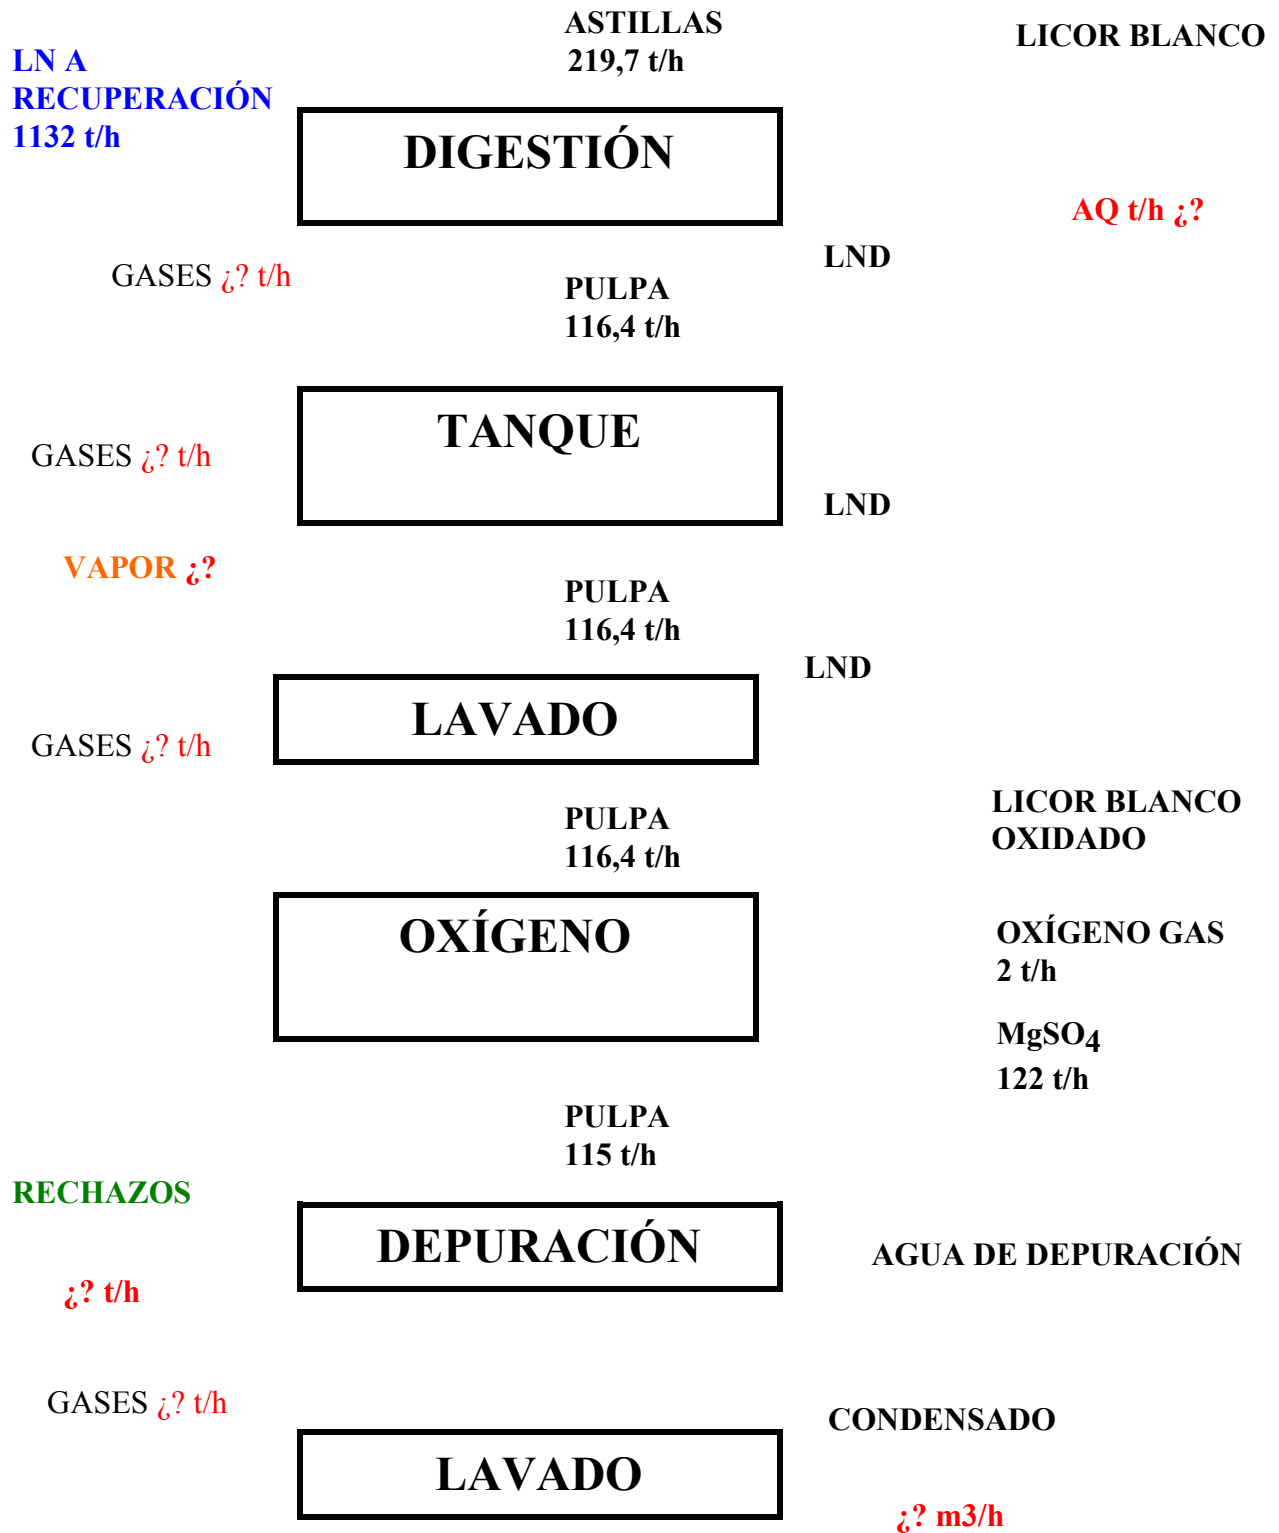 ASTILLAS
219,7 t/h
LICOR BLANCO
LN A
RECUPERACIÓN
1132 t/h
DIGESTIÓN
AQ t/h ¿?
LND
GASES ¿? t/h
PULPA
116,4 t/h
TANQUE
GASES ¿? t/h
LND
VAPOR ¿?
PULPA
116,4 t/h
LND
LAVADO
GASES ¿? t/h
LICOR BLANCO
OXIDADO
PULPA
116,4 t/h
OXÍGENO
OXÍGENO GAS
2 t/h
MgSO4
122 t/h
PULPA
115 t/h
RECHAZOS
DEPURACIÓN
AGUA DE DEPURACIÓN
¿? t/h
GASES ¿? t/h
CONDENSADO
LAVADO
¿? m3/h